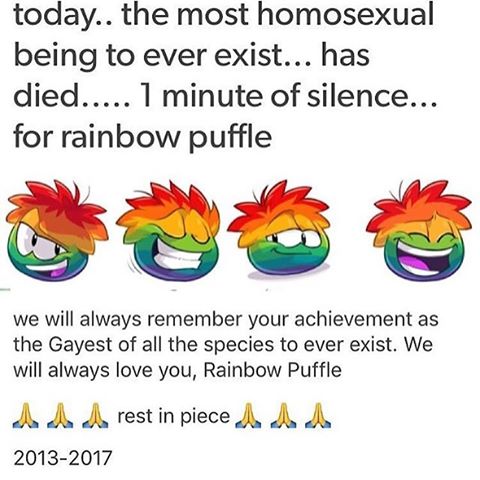 today.. the most homosexual
being to ever exist... has
died..... 1 minute of silence...
for rainbow puffle
we will always remember your achievement as
the Gayest of all the species to ever exist. We
will always love you, Rainbow Puffle
🙏 🙏 🙏 rest in piece 🙏 🙏 🙏
2013-2017